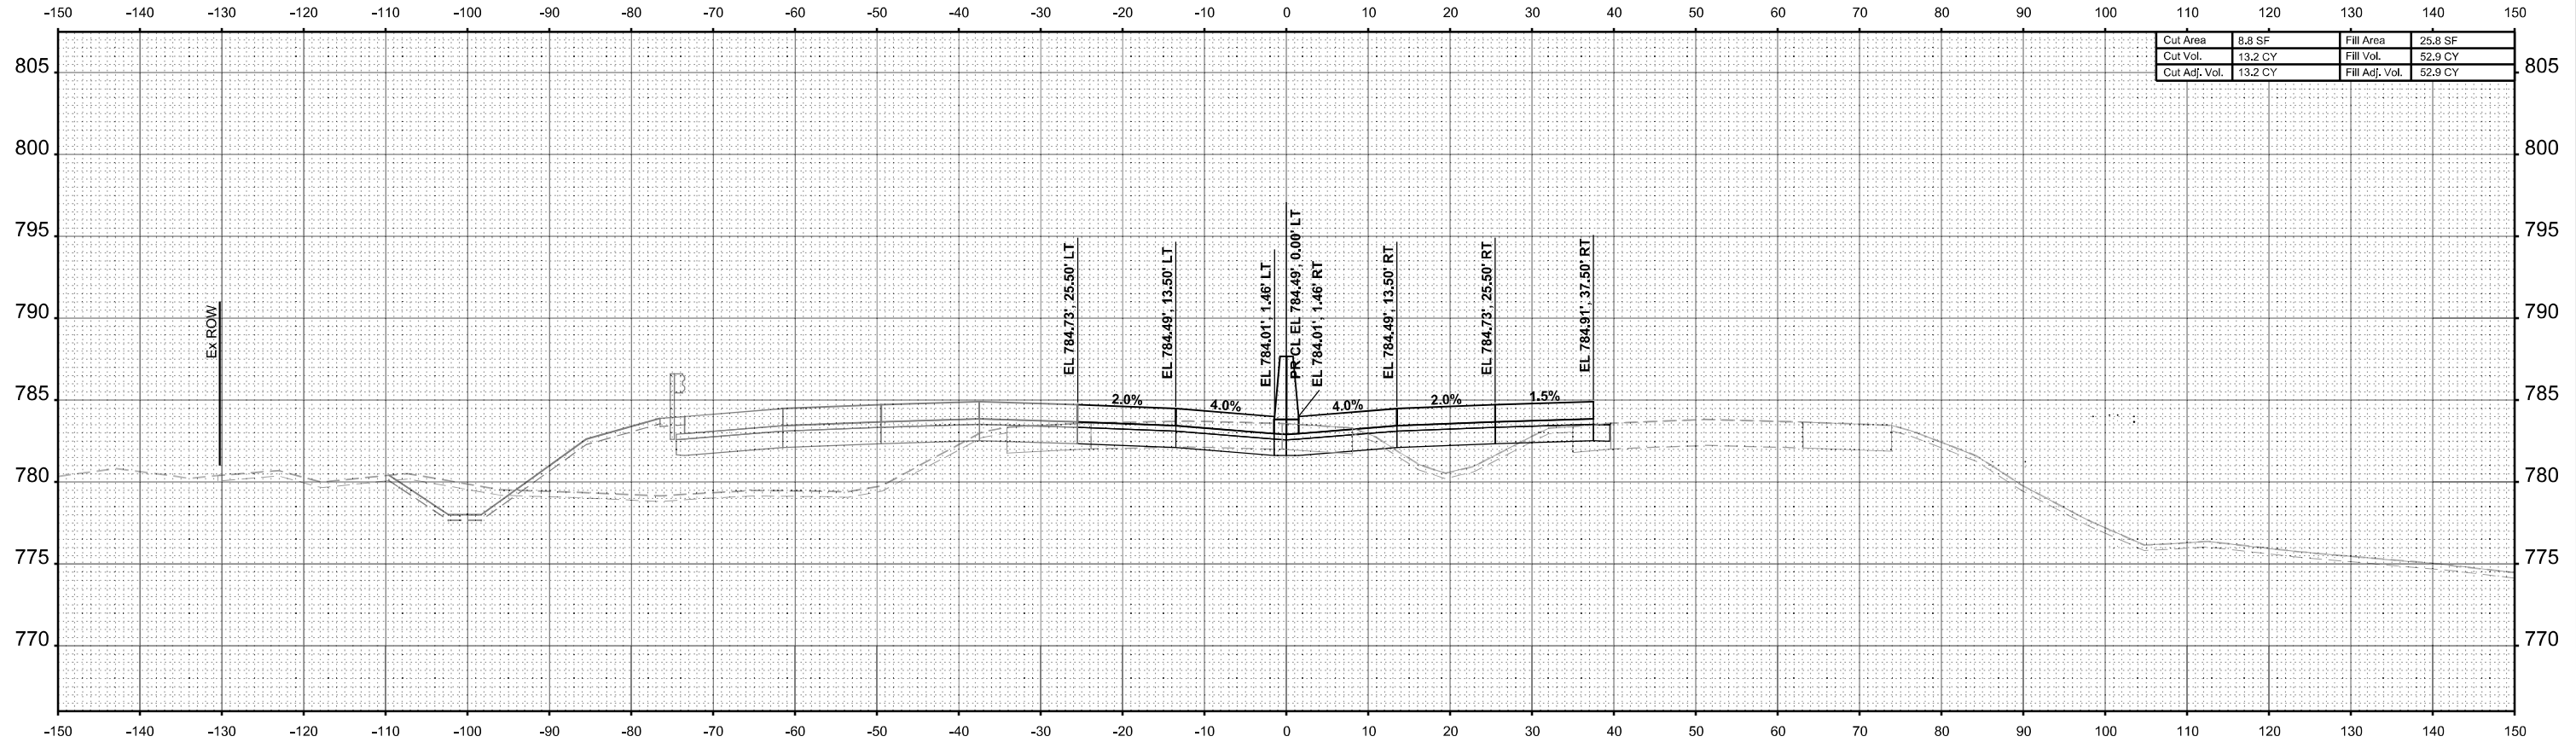 -150 -140 -130 -120 -110 -100 -90 -80 -70 -60 -50 -40 -30 -20 -10 0 10 20 30 40 50 60 70 80 90 100 110 120 130 140 150
Cut Area 8.8 SF Fill Area 25.8 SF
Cut Vol. 13.2 CY Fill Vol. 52.9 CY
Cut Adj. Vol. 13.2 CY Fill Adj. Vol. 52.9 CY
805 805
800 800
795 795
790 790
785 785
780 780
775 775
770 770
Ex ROW
EL 784.73', 25.50' LT
EL 784.49', 13.50' LT
EL 784.01', 1.46' LT
PR CL EL 784.49', 0.00' LT
EL 784.01', 1.46' RT
EL 784.49', 13.50' RT
EL 784.73', 25.50' RT
EL 784.91', 37.50' RT
2.0% 4.0% 4.0% 2.0% 1.5%
-150 -140 -130 -120 -110 -100 -90 -80 -70 -60 -50 -40 -30 -20 -10 0 10 20 30 40 50 60 70 80 90 100 110 120 130 140 150